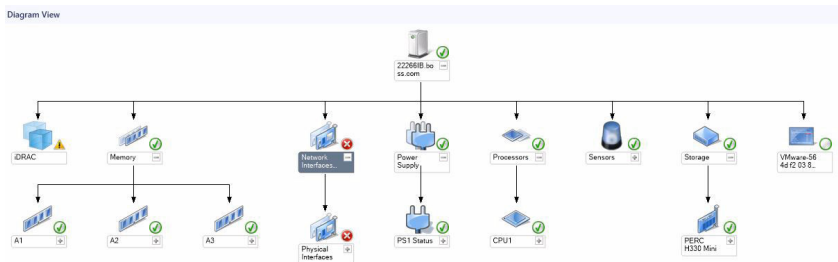 Diagram View
22266IB.bo
ss.com
iDRAC
Memory
Network
Interfaces...
Power
Supply
Processors
Sensors
Storage
VMware-56
4d f2 03 8...
A1
A2
A3
Physical
Interfaces
PS1 Status
CPU1
PERC
H330 Mini